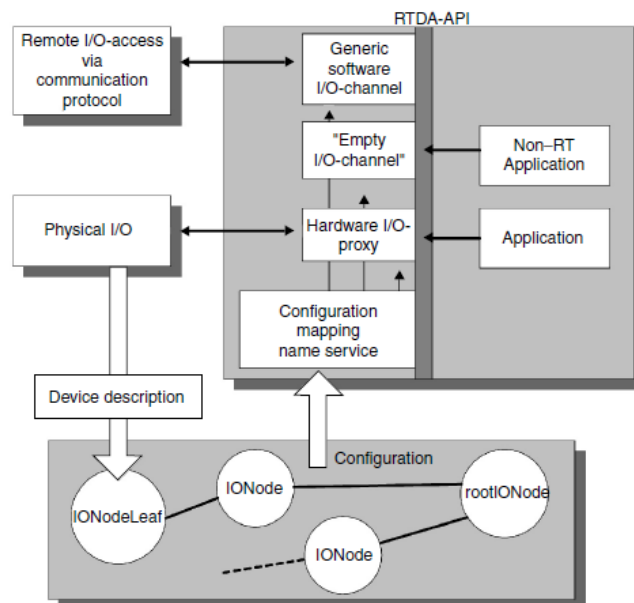 RTDA-API
Remote I/O-access
via
communication
protocol
Generic
software
I/O-channel
"Empty
I/O-channel"
Non–RT
Application
Physical I/O
Hardware I/O-
proxy
Application
Configuration
mapping
name service
Device description
Configuration
IONodeLeaf
IONode
rootIONode
IONode